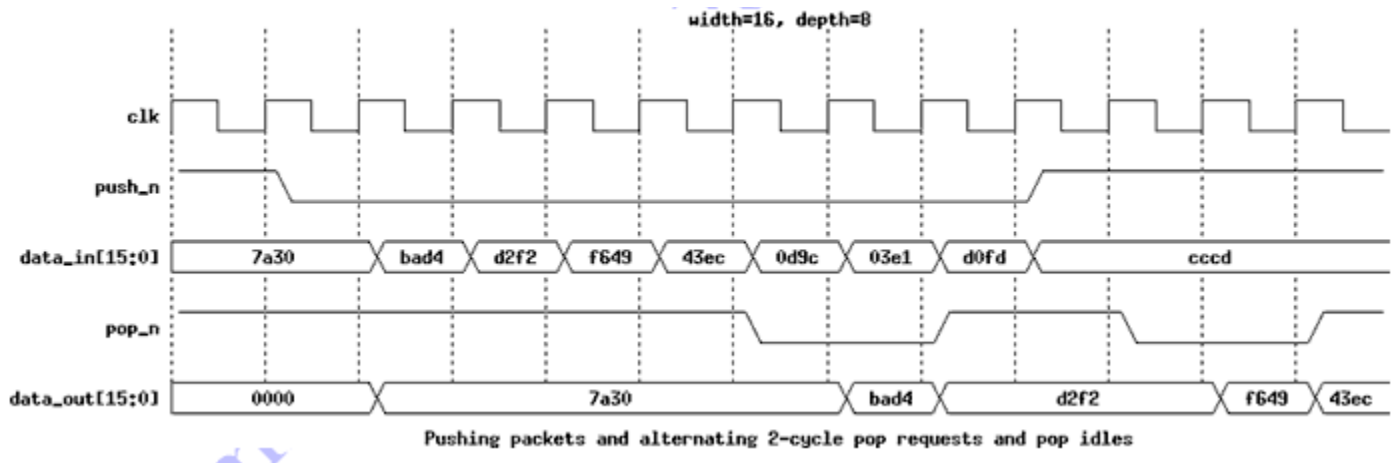 width=16, depth=8
clk
push_n
data_in[15:0] 7a30 bad4 d2f2 f649 43ec 0d9c 03e1 d0fd cccd
pop_n
data_out[15:0] 0000 7a30 bad4 d2f2 f649 43ec
Pushing packets and alternating 2-cycle pop requests and pop idles